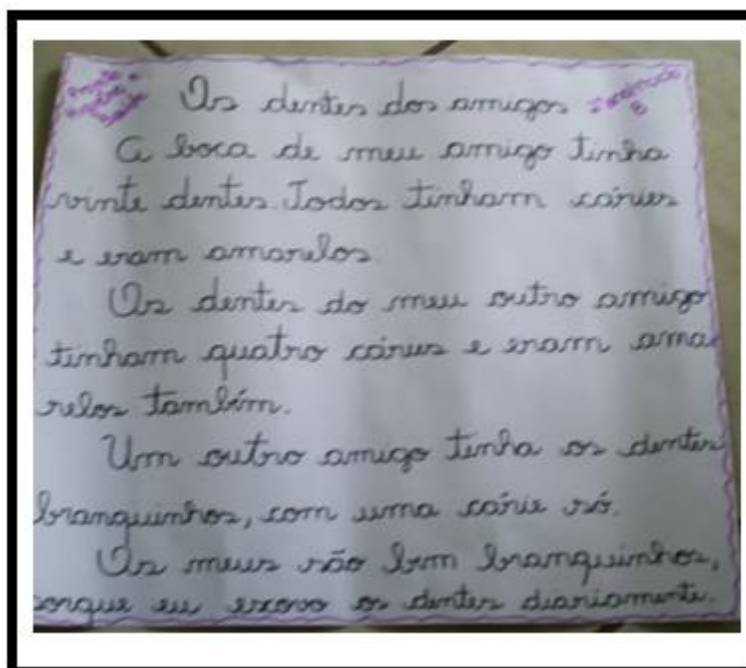 Os dentes dos amigos
A boca de meu amigo tinha
vinte dentes. Todos tinham cáries
e eram amarelos.
Os dentes do meu outro amigo
tinham quatro cáries e eram ama
relos também.
Um outro amigo tinha os dentes
branquinhos, com uma cárie só.
Os meus são bem branquinhos,
porque eu escovo os dentes diariamente.